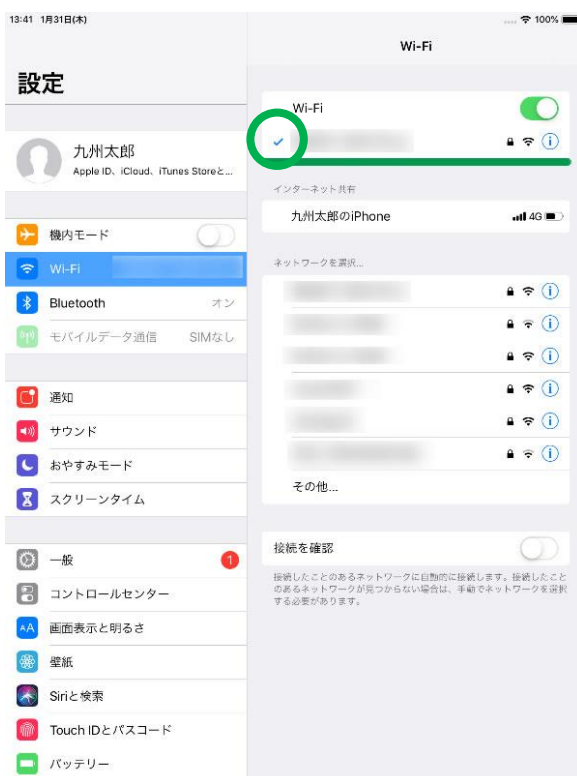 13:41 1月31日(木)
100%
設定
九州太郎
Apple ID、iCloud、iTunes Storeと...
機内モード
Wi-Fi
Bluetooth オン
モバイルデータ通信 SIMなし
通知
サウンド
おやすみモード
スクリーンタイム
一般 1
コントロールセンター
AA 画面表示と明るさ
壁紙
Siriと検索
Touch IDとパスコード
バッテリー
Wi-Fi
Wi-Fi
インターネット共有
九州太郎のiPhone 4G
ネットワークを選択...
その他...
接続を確認
接続したことのあるネットワークに自動的に接続します。接続したこと
のあるネットワークが見つからない場合は、手動でネットワークを選択
する必要があります。